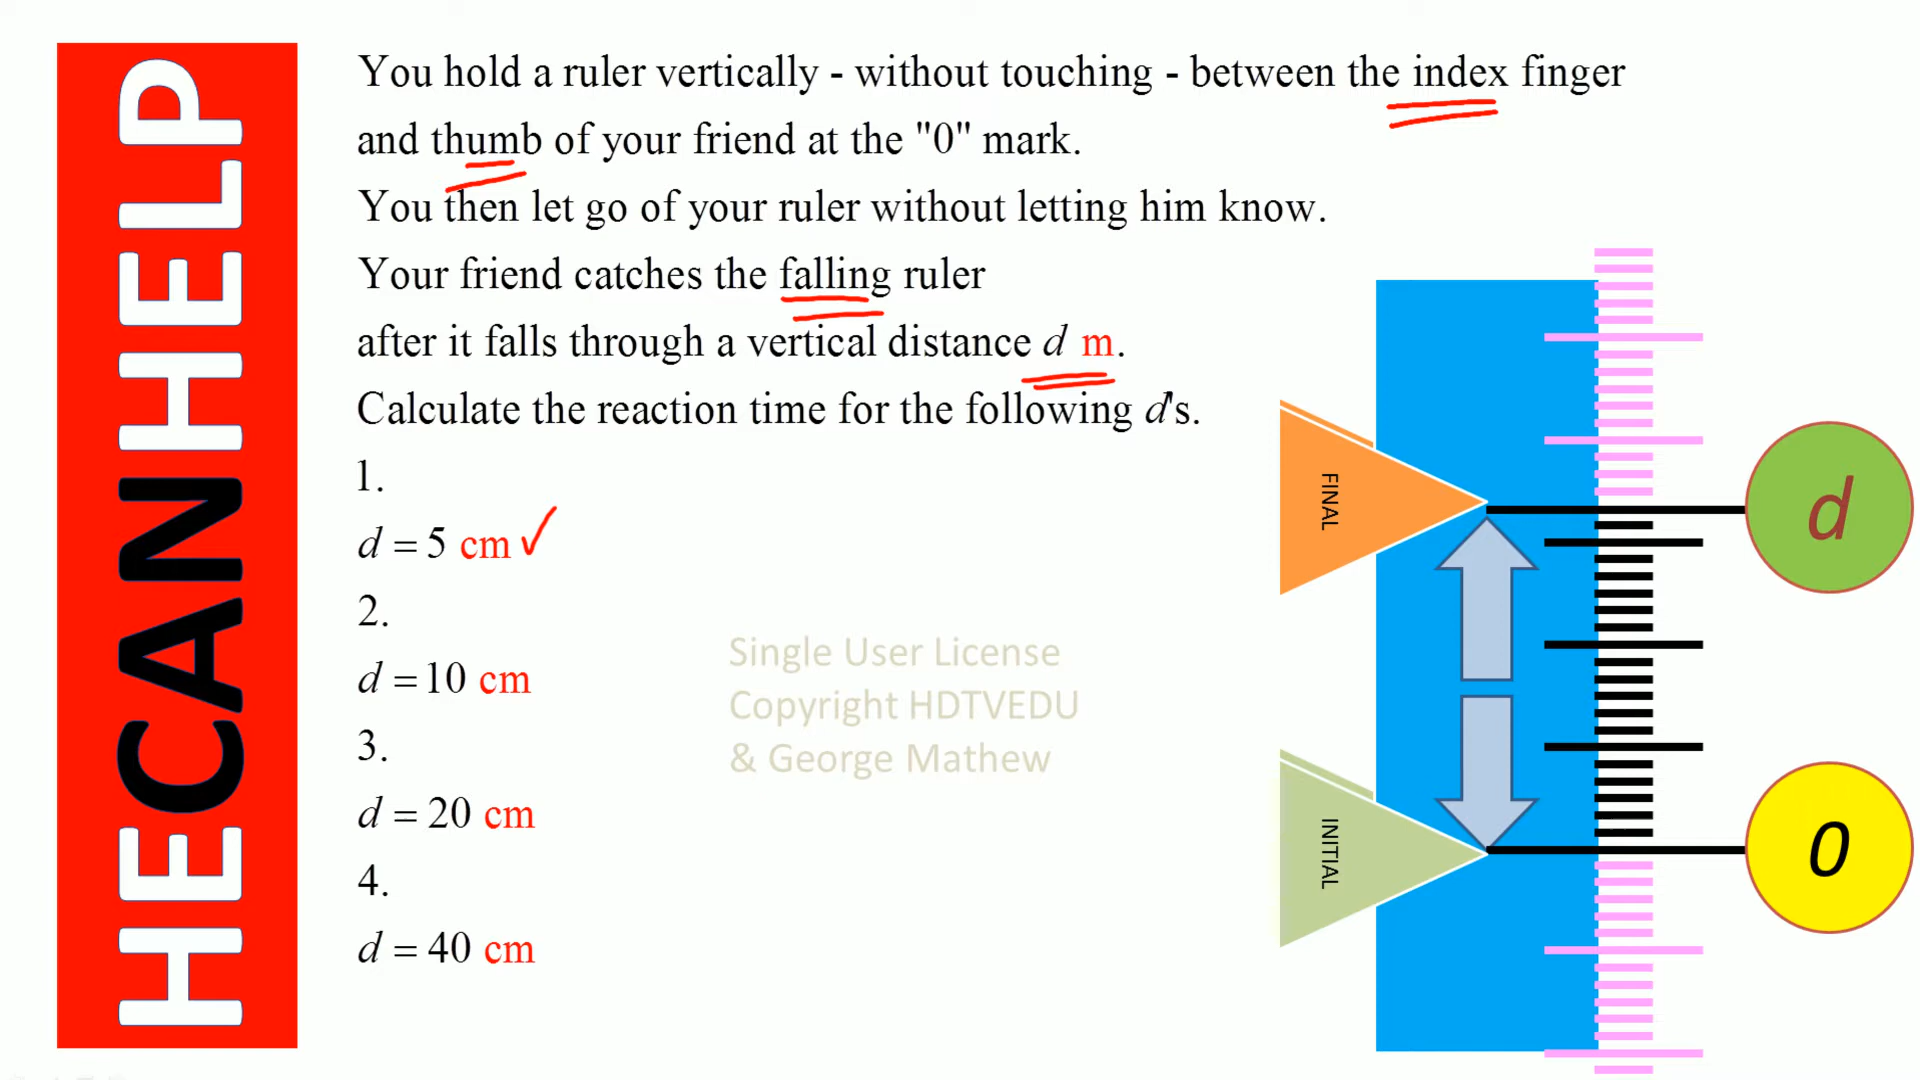 HECANHELP
You hold a ruler vertically - without touching - between the index finger
and thumb of your friend at the "0" mark.
You then let go of your ruler without letting him know.
Your friend catches the falling ruler
after it falls through a vertical distance d m.
Calculate the reaction time for the following d's.
1.
d = 5 cm
2.
d = 10 cm
3.
d = 20 cm
4.
d = 40 cm
Single User License
Copyright HDTVEDU
& George Mathew
FINAL
d
INITIAL
0